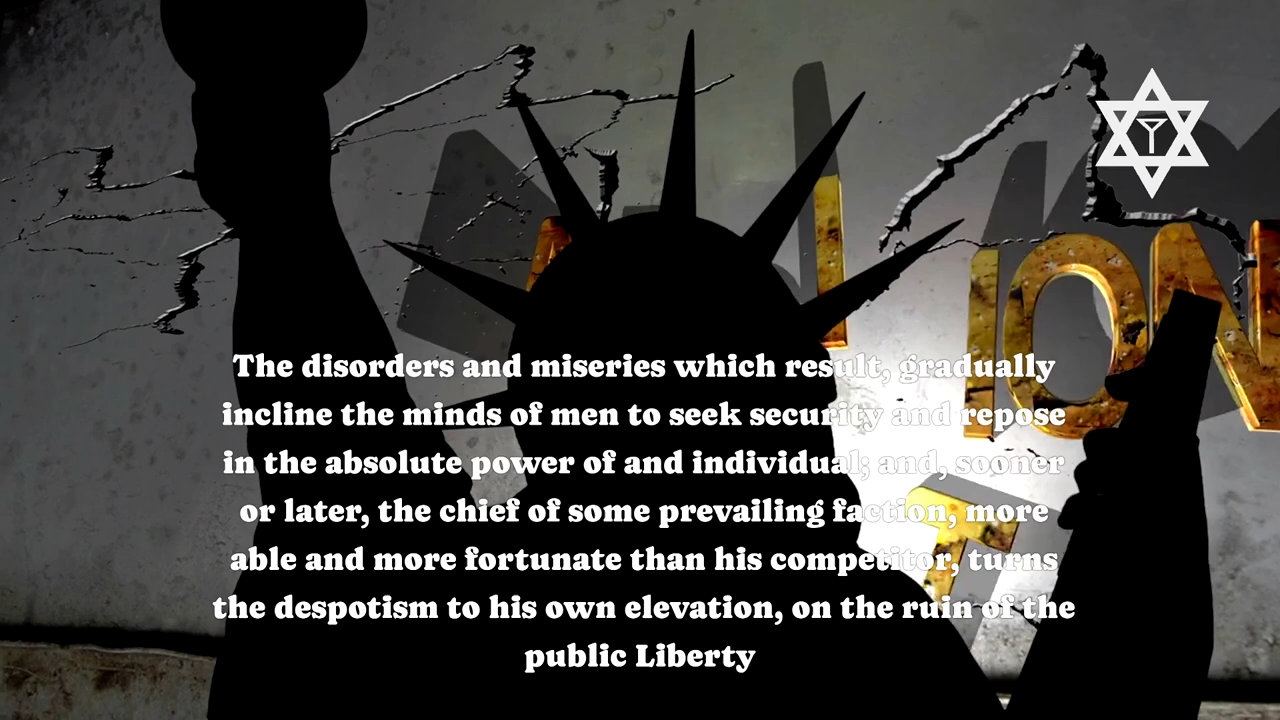 The disorders and miseries which result, gradually
incline the minds of men to seek security and repose
in the absolute power of and individual; and, sooner
or later, the chief of some prevailing faction, more
able and more fortunate than his competitor, turns
the despotism to his own elevation, on the ruin of the
public Liberty